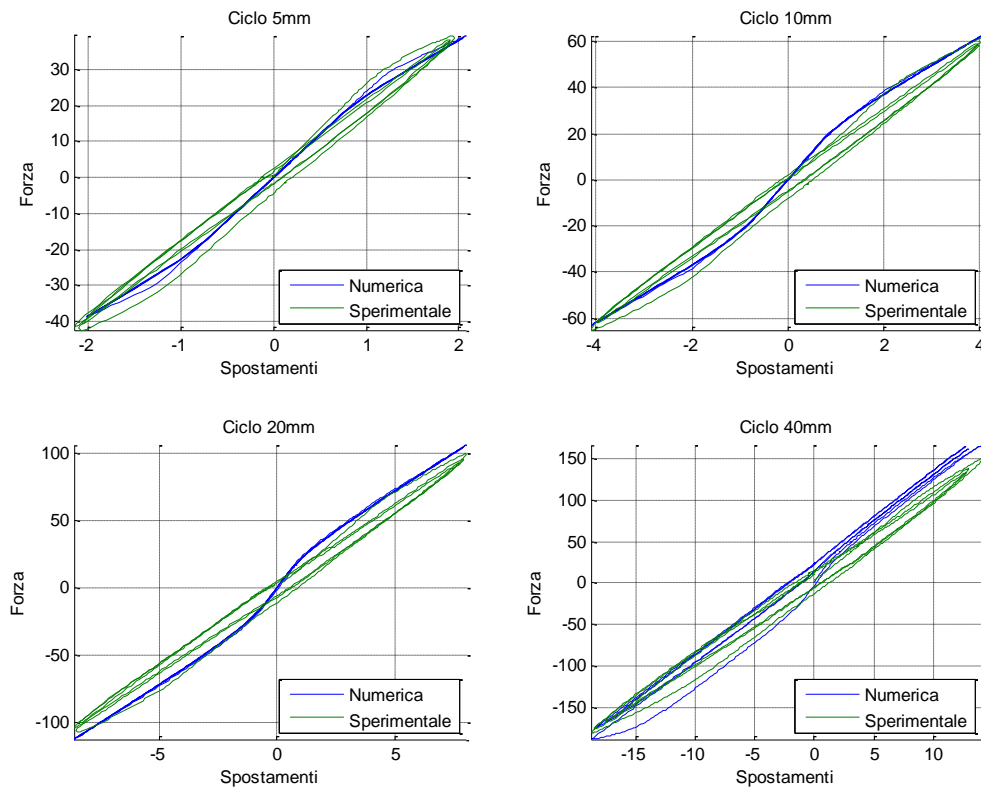 Ciclo 5mm
Forza
30
20
10
0
-10
-20
-30
-40
-2
-1
0
1
2
Spostamenti
Numerica
Sperimentale
Ciclo 10mm
Forza
60
40
20
0
-20
-40
-60
-4
-2
0
2
4
Spostamenti
Numerica
Sperimentale
Ciclo 20mm
Forza
100
50
0
-50
-100
-5
0
5
Spostamenti
Numerica
Sperimentale
Ciclo 40mm
Forza
150
100
50
0
-50
-100
-150
-15
-10
-5
0
5
10
Spostamenti
Numerica
Sperimentale